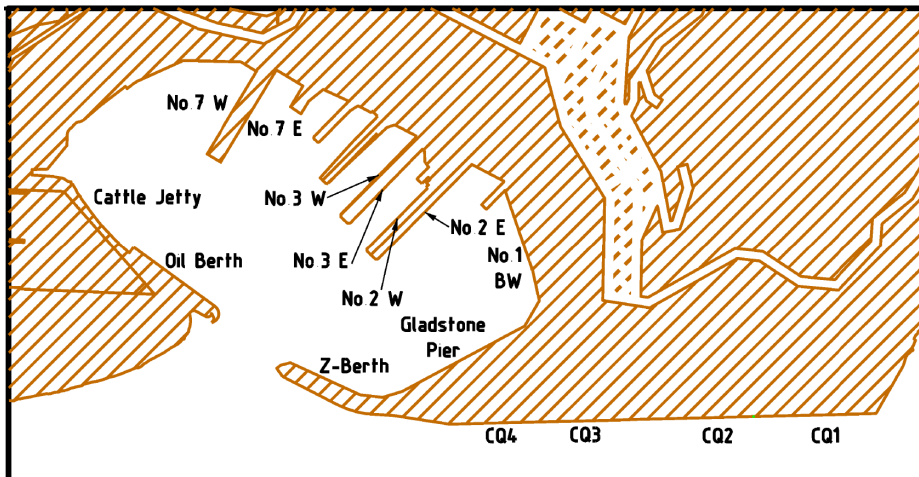 No.7 W
No.7 E
Cattle Jetty
No.3 W
No.2 E
Oil Berth
No.3 E
No.1
BW
No.2 W
Gladstone
Pier
Z-Berth
CQ4
CQ3
CQ2
CQ1